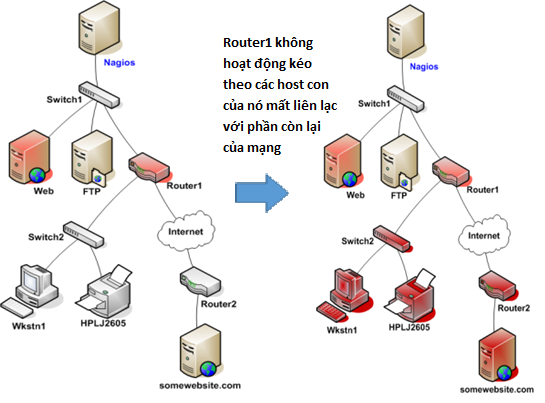 Nagios
Switch1
Web
FTP
Router1
Switch2
Internet
Wkstn1
HPLJ2605
Router2
somewebsite.com
Router1 không
hoạt động kéo
theo các host con
của nó mất liên lạc
với phần còn lại
của mạng
Nagios
Switch1
Web
FTP
Router1
Switch2
Internet
Wkstn1
HPLJ2605
Router2
somewebsite.com